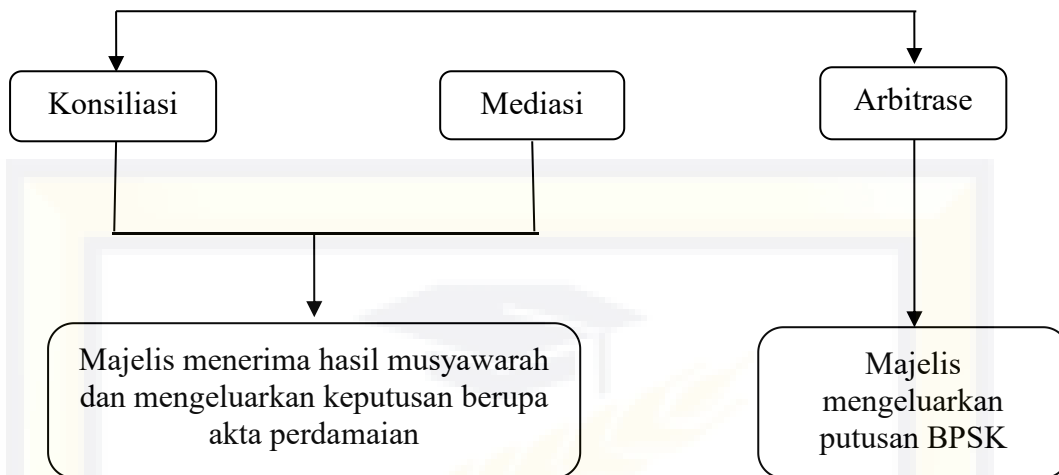 Konsiliasi
Mediasi
Arbitrase
Majelis menerima hasil musyawarah
dan mengeluarkan keputusan berupa
akta perdamaian
Majelis
mengeluarkan
putusan BPSK